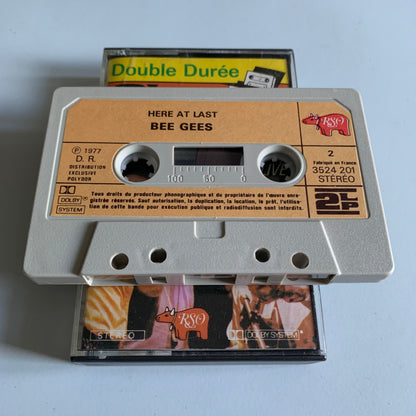 Double Durée
HERE AT LAST
BEE GEES
RSO
℗ 1977
D. R.
DISTRIBUTION
EXCLUSIVE
POLYDOR
2
Fabriqué en France
3524 201
STÉRÉO
100 50 0
DOLBY
SYSTEM
Tous droits du producteur phonographique et du propriétaire de l'œuvre enre-
gistrée réservés. Sauf autorisation, la duplication, la location, le prêt, l'utilisa-
tion de cette bande pour exécution publique et radiodiffusion sont interdits.
2LP
RSO
STEREO
DOLBY SYSTEM